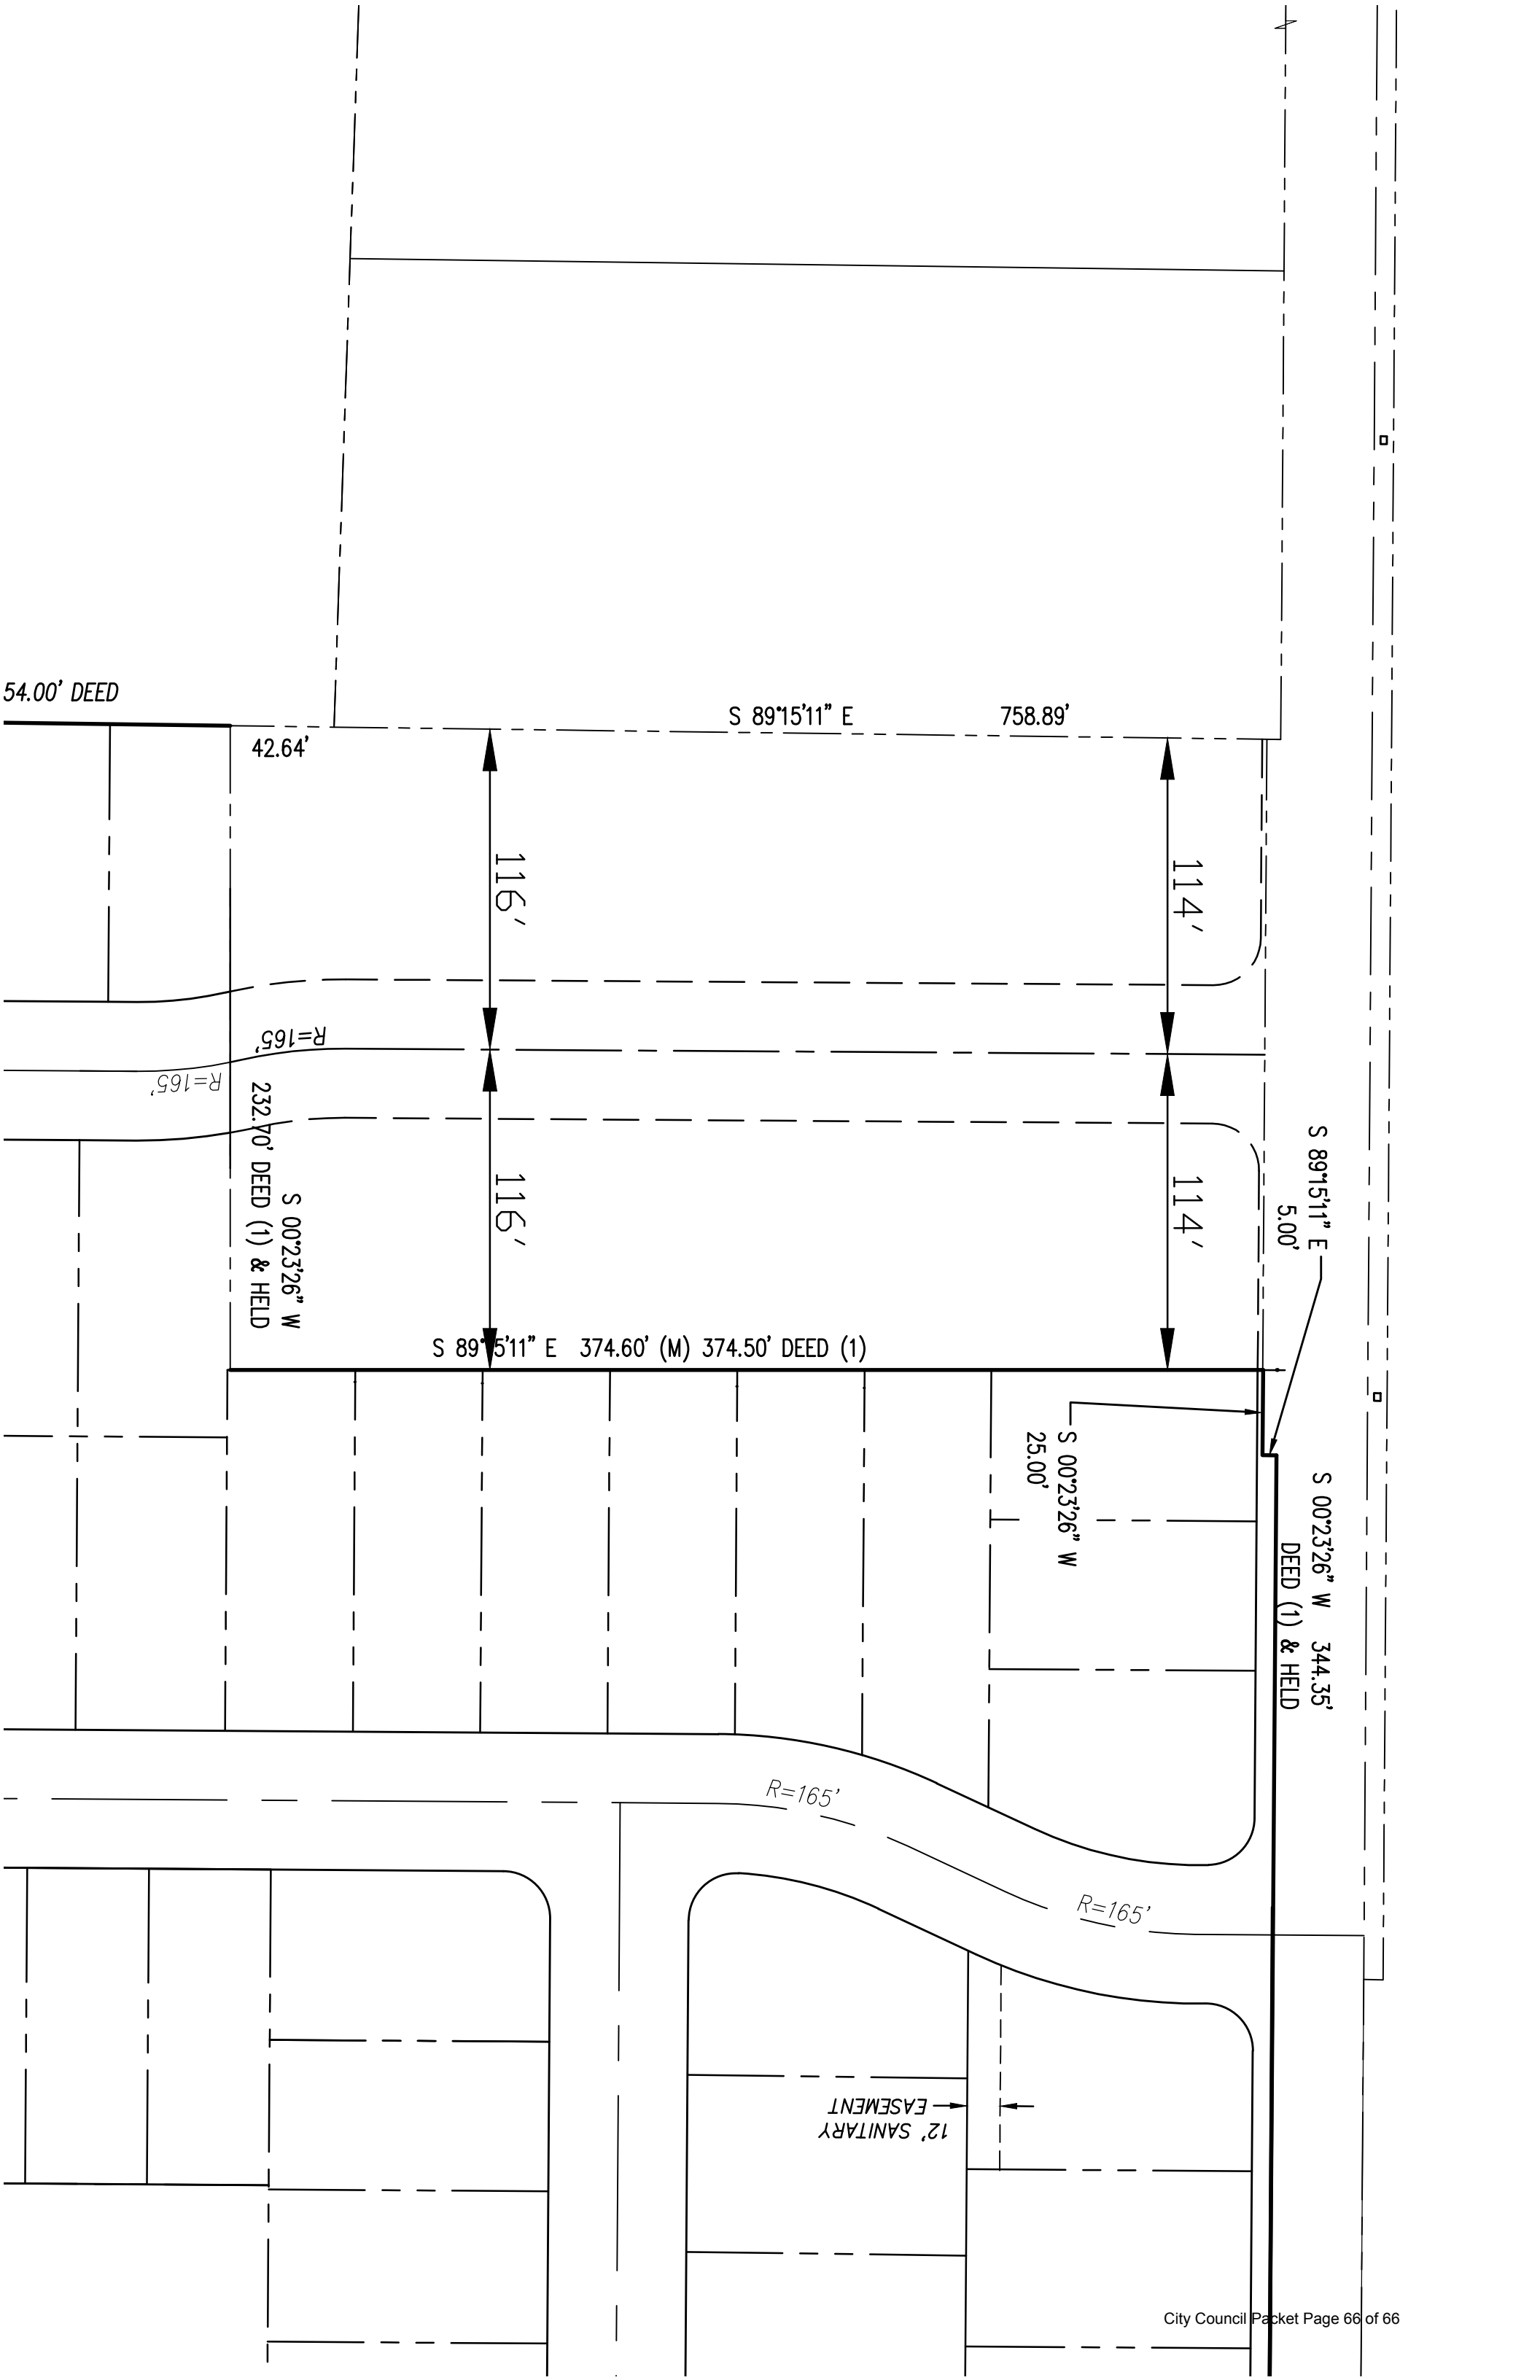 54.00' DEED
42.64'
S 89°15'11" E 758.89'
116'
114'
R=165'
R=165'
S 00°23'26" W
232.70' DEED (1) & HELD
116'
114'
S 89°15'11" E
5.00'
S 89°15'11" E 374.60' (M) 374.50' DEED (1)
S 00°23'26" W
25.00'
S 00°23'26" W 344.35'
DEED (1) & HELD
R=165'
R=165'
12' SANITARY
EASEMENT
City Council Packet Page 66 of 66